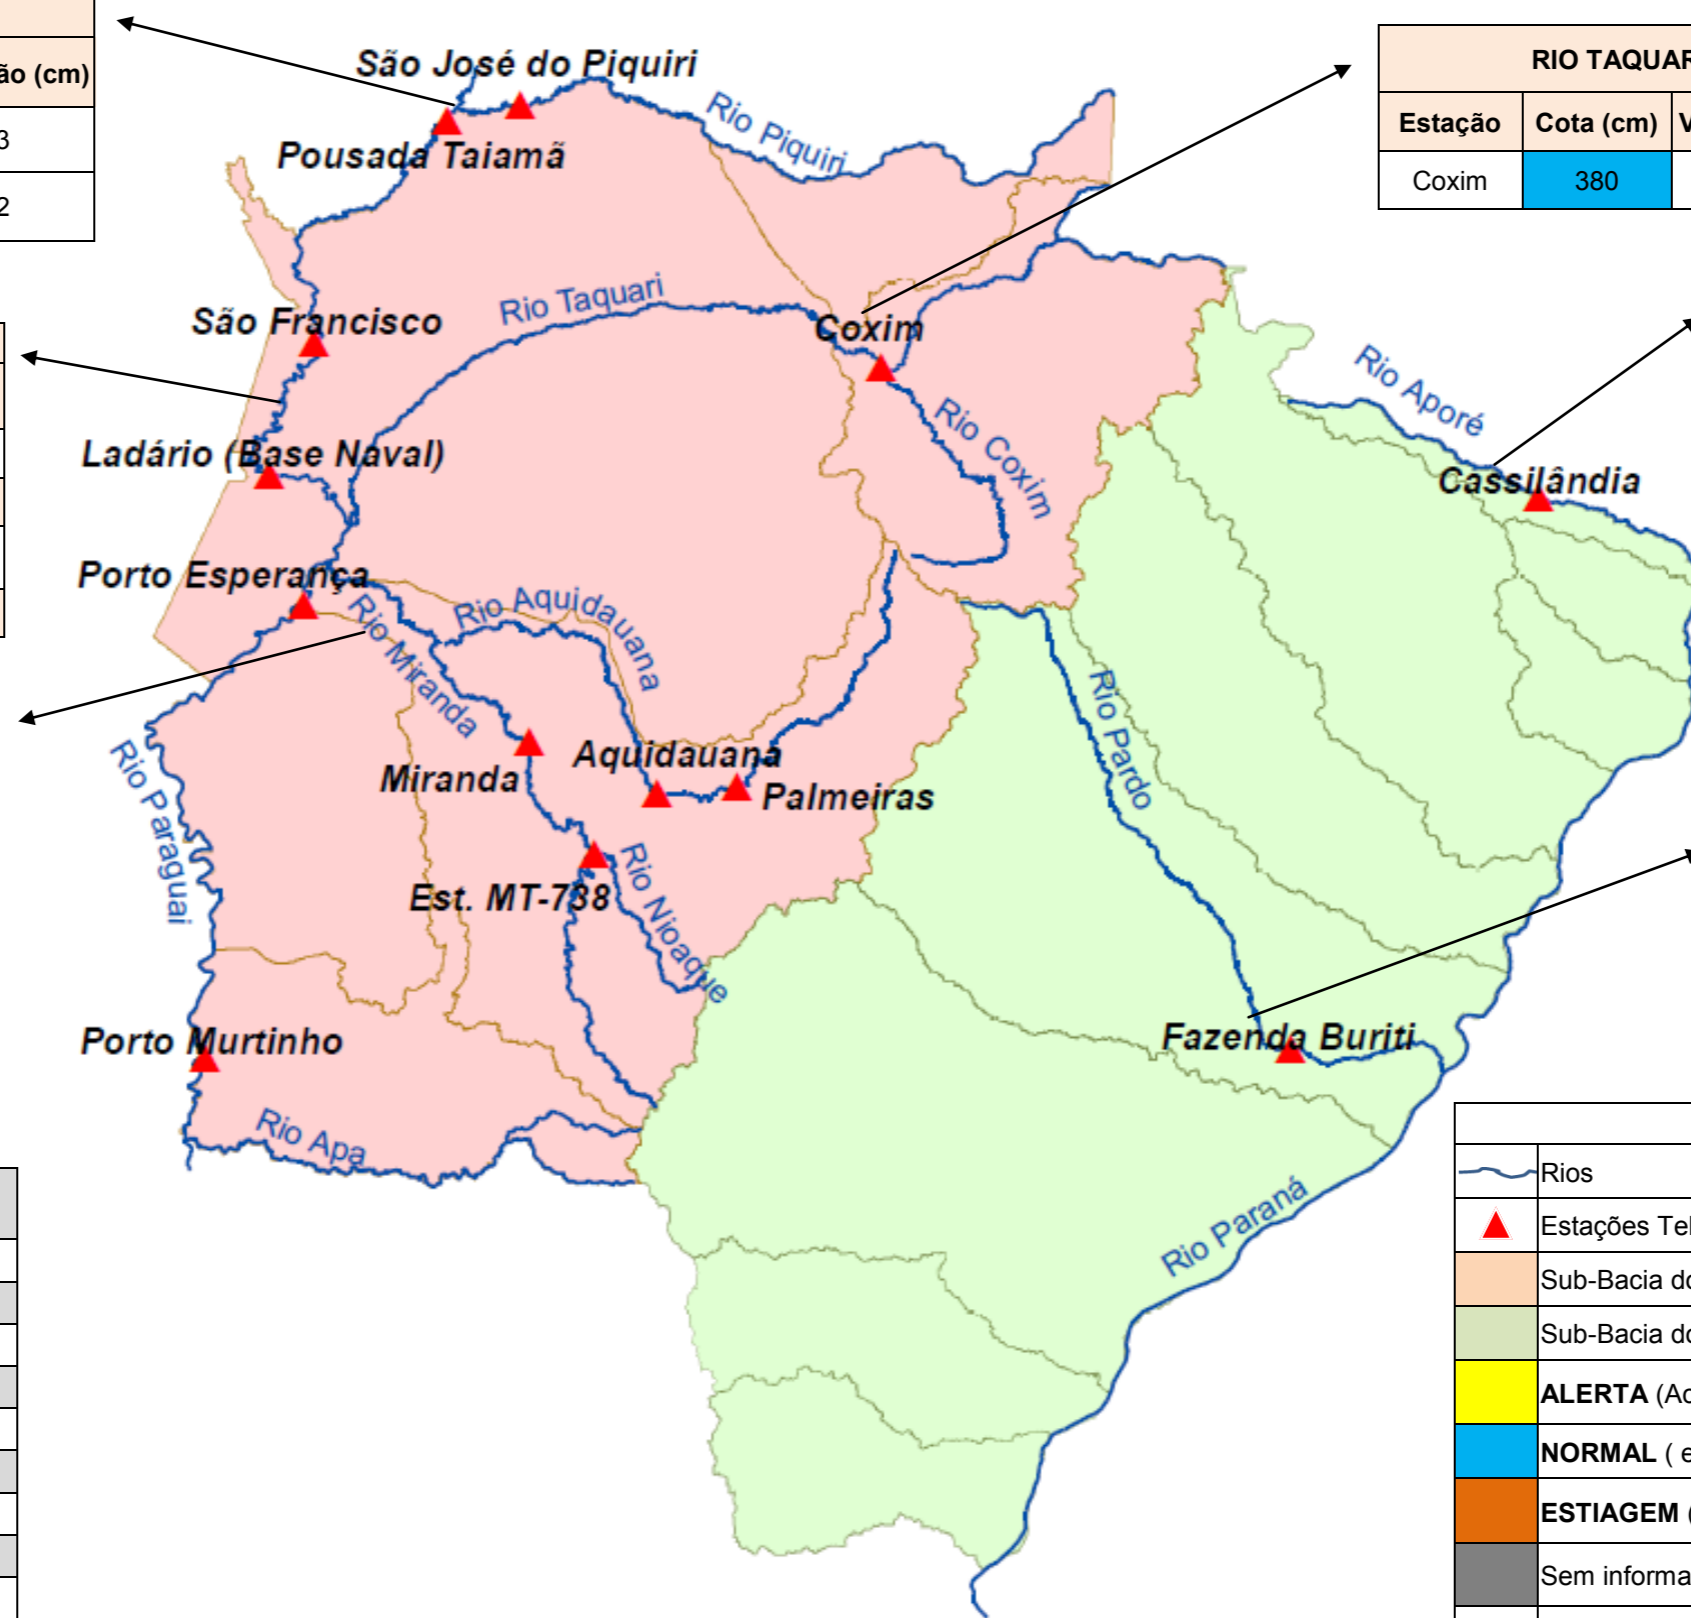 ão (cm)
3
2
São José do Piquiri
Pousada Taiamã
Rio Piquiri
RIO TAQUAR
Estação Cota (cm) V
Coxim 380
São Francisco
Rio Taquari
Coxim
Rio Aporé
Rio Coxim
Ladário (Base Naval)
Cassilândia
Porto Esperança
Rio Aquidauana
Rio Miranda
Rio Pardo
Rio Paraguai
Miranda
Aquidauana
Palmeiras
Est. MT-738
Rio Nioaque
Porto Murtinho
Fazenda Buriti
Rio Apa
Rio Paraná
Rios
Estações Tel
Sub-Bacia do
Sub-Bacia do
ALERTA (Ac
NORMAL ( e
ESTIAGEM (
Sem informa